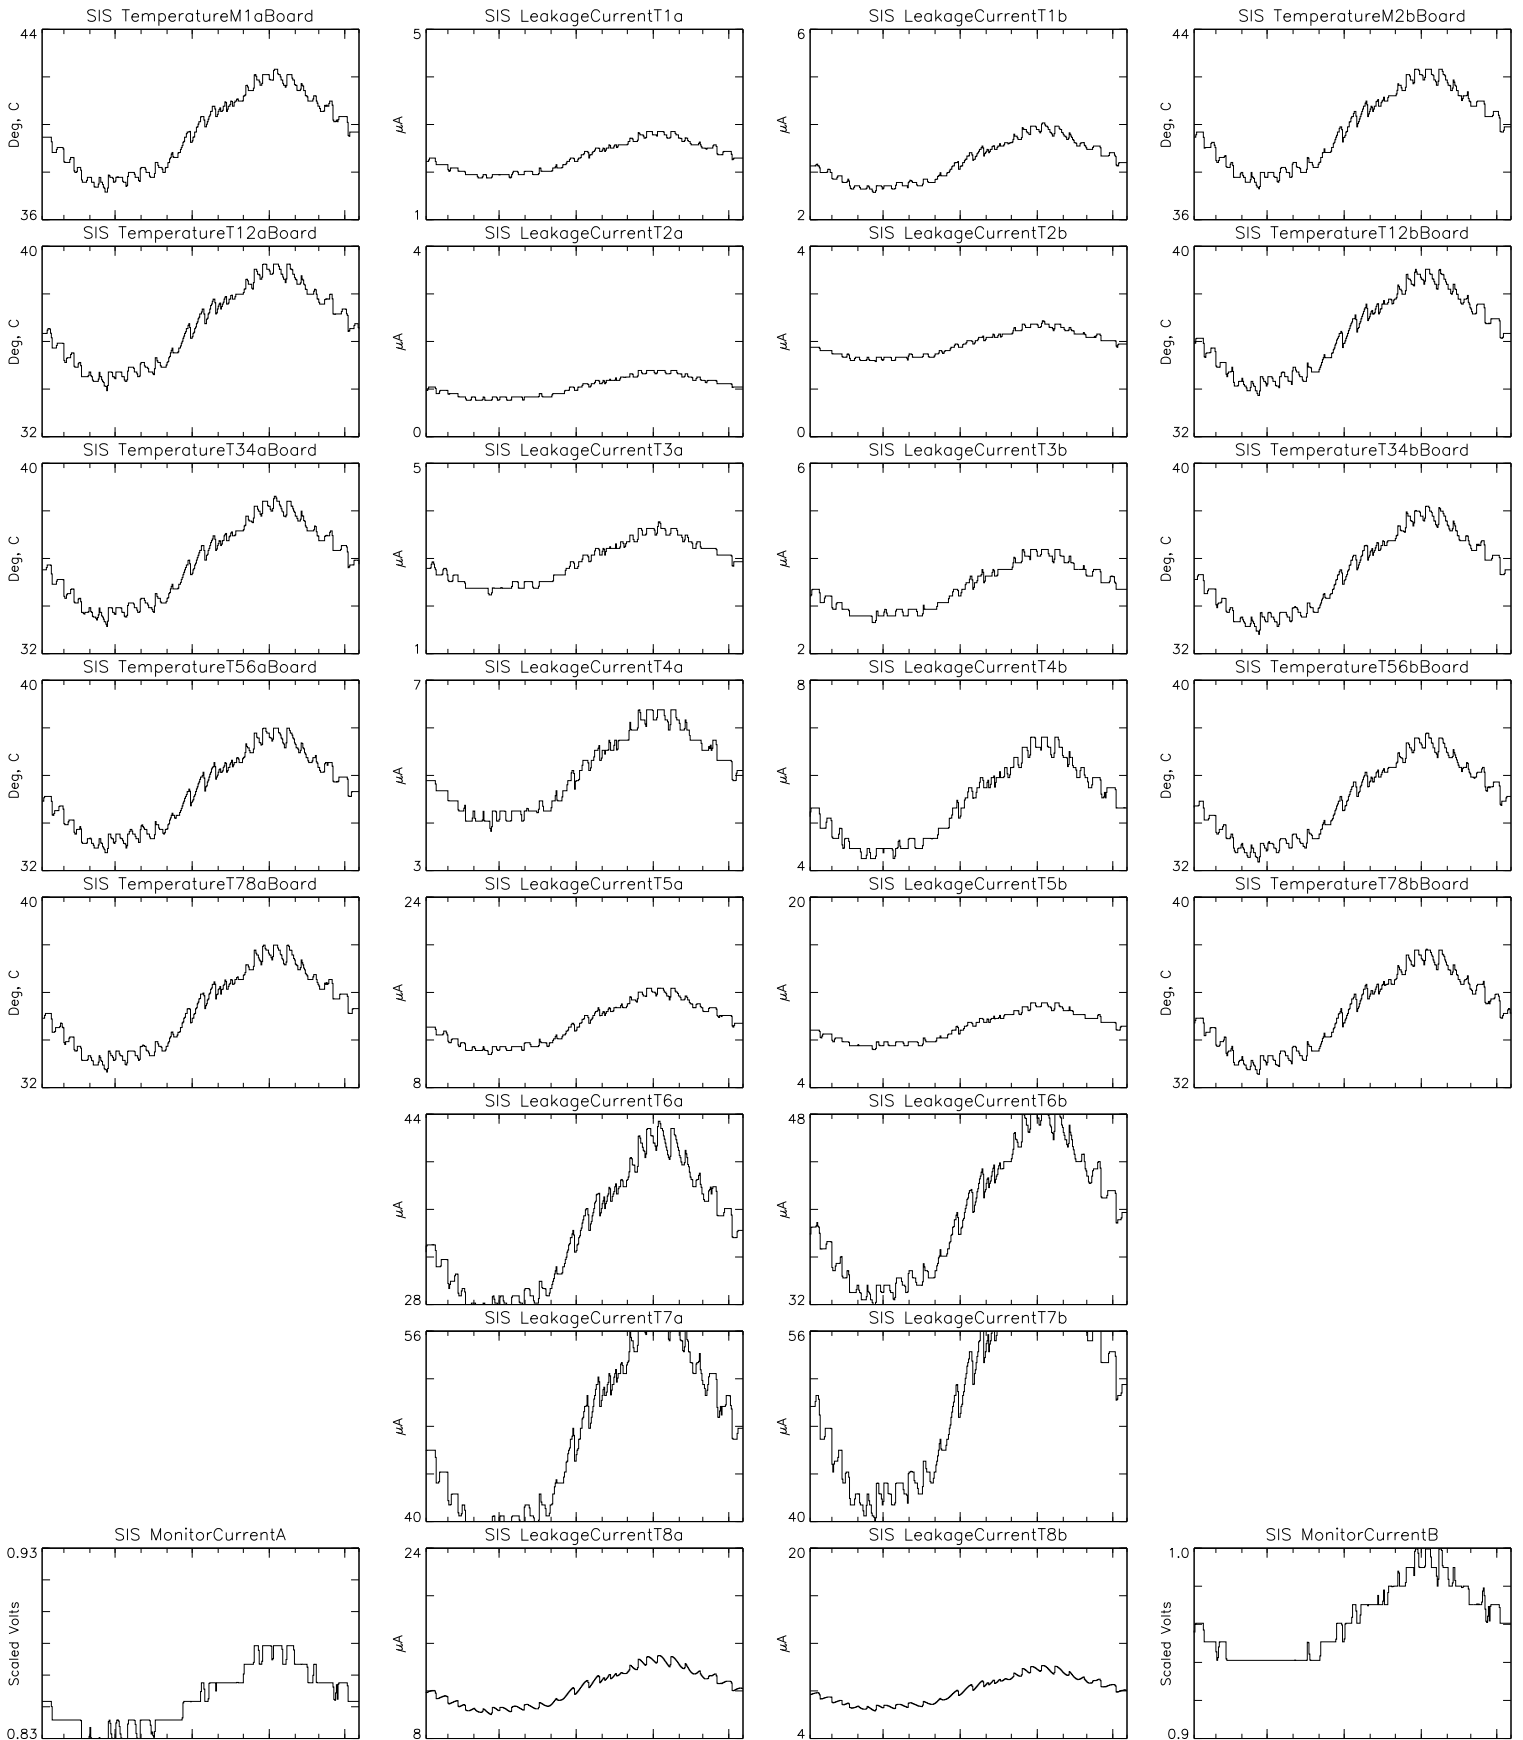 SIS TemperatureM1aBoard
44
Deg, C
36
SIS LeakageCurrentT1a
5
µA
1
SIS LeakageCurrentT1b
6
µA
2
SIS TemperatureM2bBoard
44
Deg, C
36
SIS TemperatureT12aBoard
40
Deg, C
32
SIS LeakageCurrentT2a
4
µA
0
SIS LeakageCurrentT2b
4
µA
0
SIS TemperatureT12bBoard
40
Deg, C
32
SIS TemperatureT34aBoard
40
Deg, C
32
SIS LeakageCurrentT3a
5
µA
1
SIS LeakageCurrentT3b
6
µA
2
SIS TemperatureT34bBoard
40
Deg, C
32
SIS TemperatureT56aBoard
40
Deg, C
32
SIS LeakageCurrentT4a
7
µA
3
SIS LeakageCurrentT4b
8
µA
4
SIS TemperatureT56bBoard
40
Deg, C
32
SIS TemperatureT78aBoard
40
Deg, C
32
SIS LeakageCurrentT5a
24
µA
8
SIS LeakageCurrentT5b
20
µA
4
SIS TemperatureT78bBoard
40
Deg, C
32
SIS LeakageCurrentT6a
44
µA
28
SIS LeakageCurrentT6b
48
µA
32
SIS LeakageCurrentT7a
56
µA
40
SIS LeakageCurrentT7b
56
µA
40
SIS MonitorCurrentA
0.93
Scaled Volts
0.83
SIS LeakageCurrentT8a
24
µA
8
SIS LeakageCurrentT8b
20
µA
4
SIS MonitorCurrentB
1.0
Scaled Volts
0.9